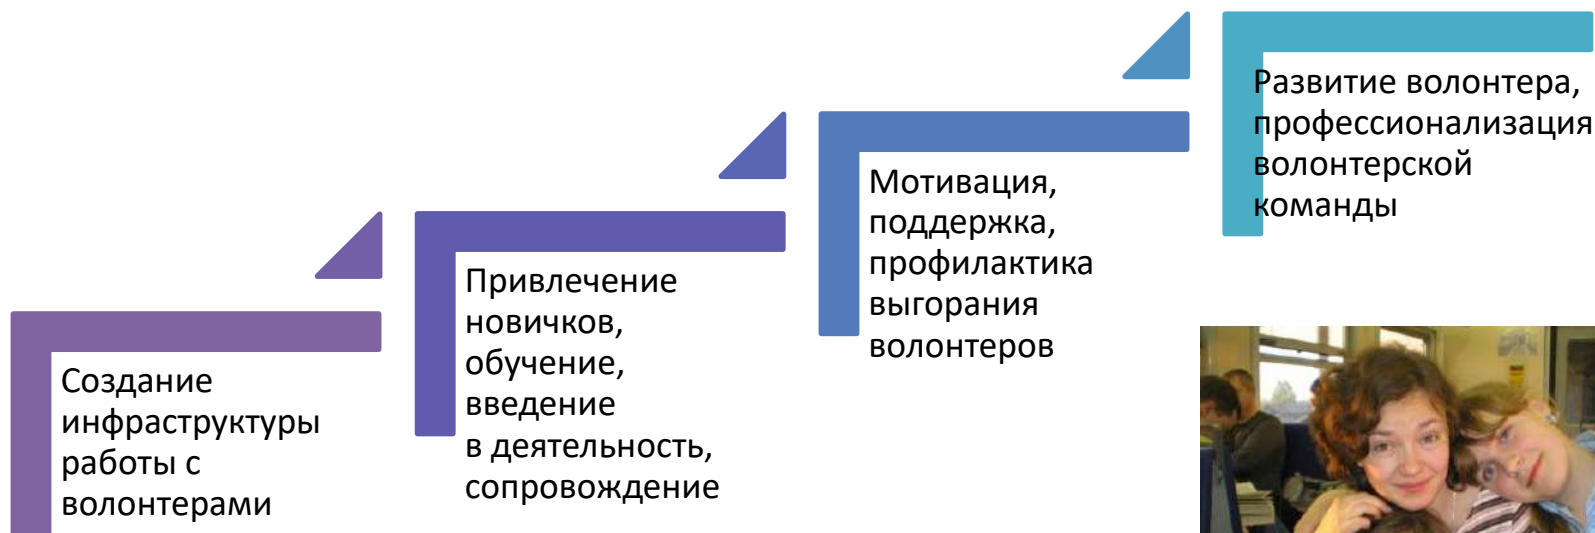 Создание
инфраструктуры
работы с
волонтерами
Привлечение
новичков,
обучение,
введение
в деятельность,
сопровождение
Мотивация,
поддержка,
профилактика
выгорания
волонтеров
Развитие волонтера,
профессионализация
волонтерской
команды